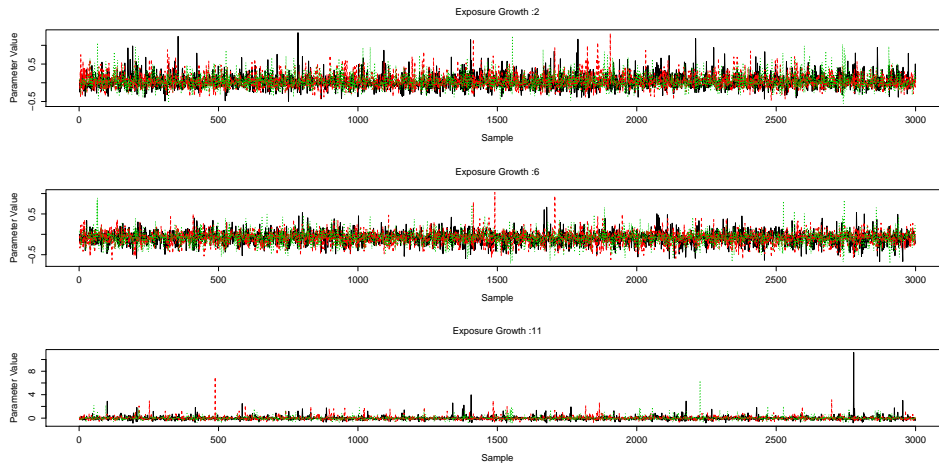 Exposure Growth :2
Parameter Value
0.5
−0.5
0 500 1000 1500 2000 2500 3000
Sample
Exposure Growth :6
Parameter Value
0.5
−0.5
0 500 1000 1500 2000 2500 3000
Sample
Exposure Growth :11
Parameter Value
8
4
0
0 500 1000 1500 2000 2500 3000
Sample